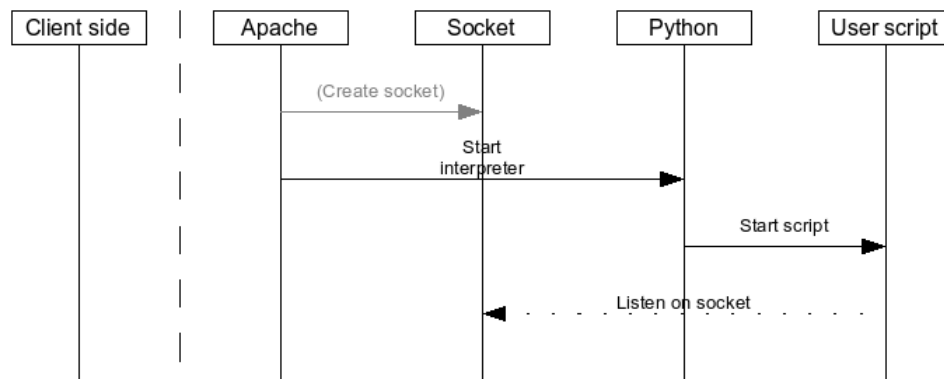 Client side
Apache
Socket
Python
User script
(Create socket)
Start
interpreter
Start script
Listen on socket